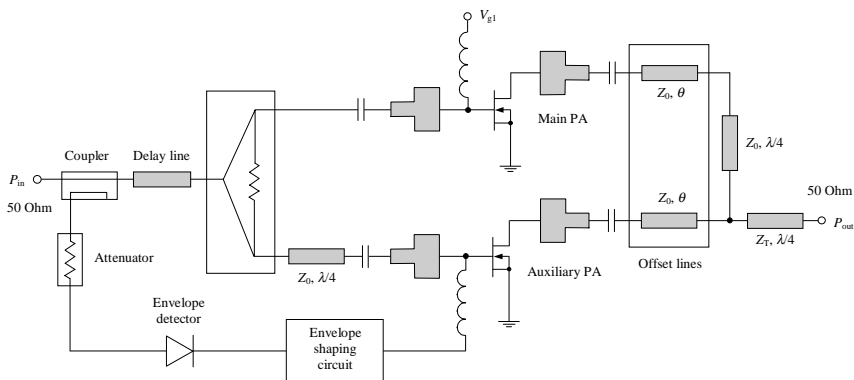 V_g1
Main PA
Z_0, θ
Coupler
Delay line
Z_0, λ/4
P_in
50 Ohm
50 Ohm
Z_0, θ
P_out
Z_T, λ/4
Attenuator
Z_0, λ/4
Auxiliary PA
Offset lines
Envelope
detector
Envelope
shaping
circuit